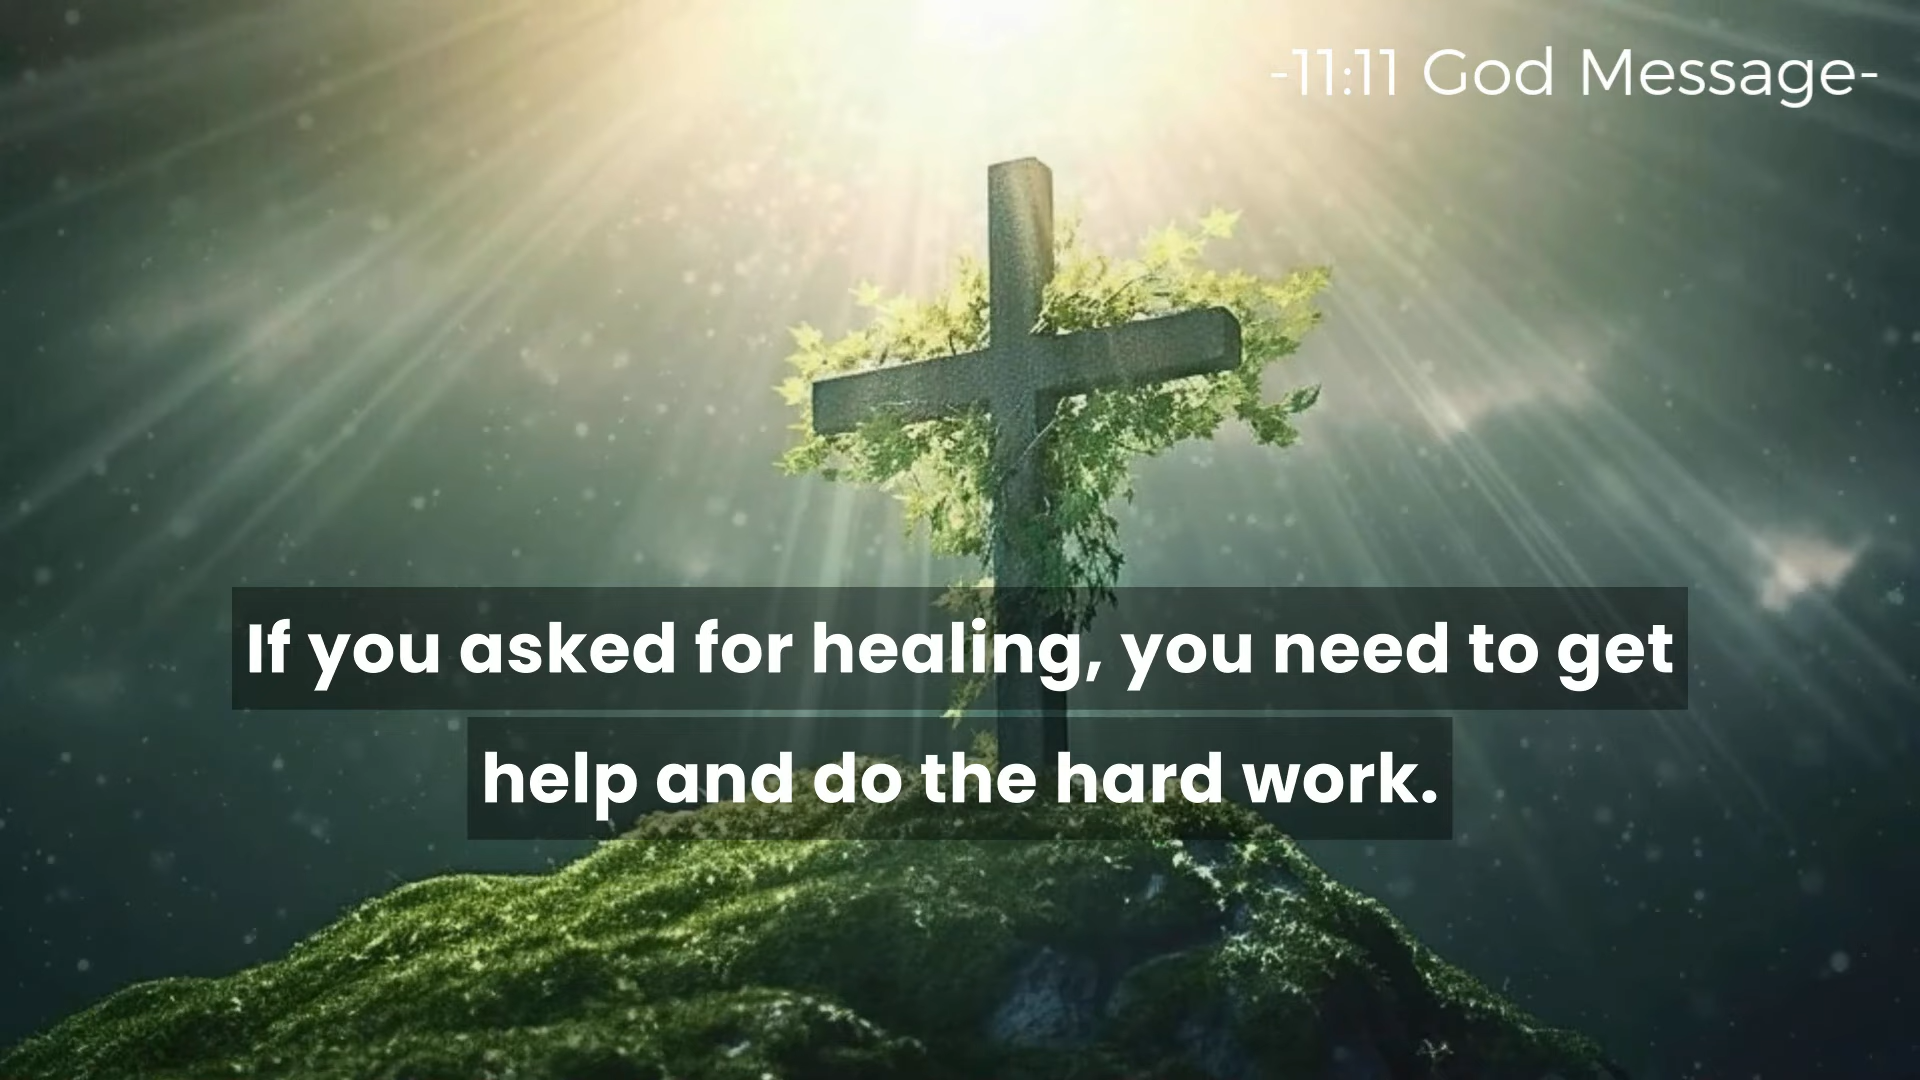 -11:11 God Message-
If you asked for healing, you need to get
help and do the hard work.